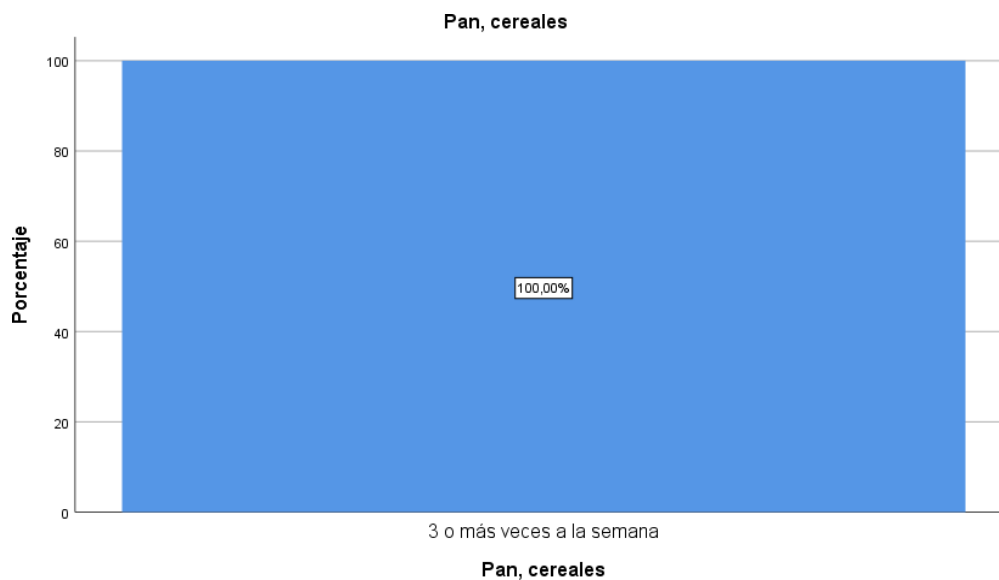 Pan, cereales
100
80
60
40
20
0
Porcentaje
100,00%
3 o más veces a la semana
Pan, cereales